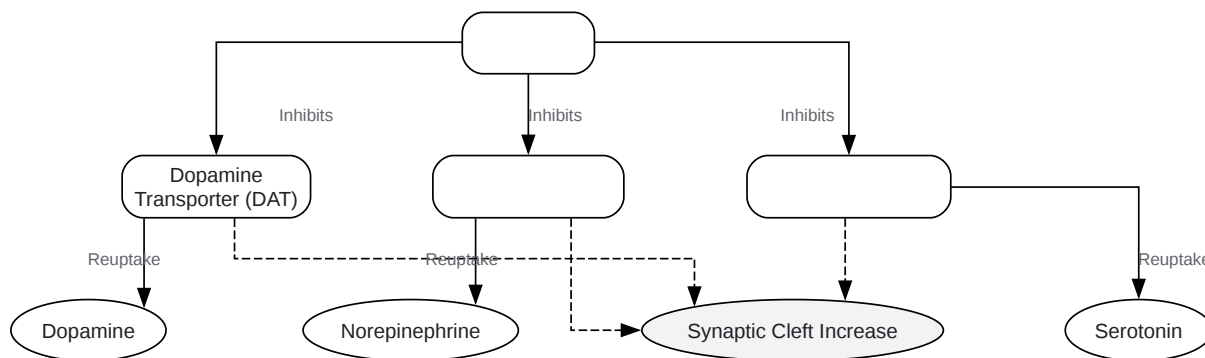 Inhibits
Inhibits
Inhibits
Dopamine
Transporter (DAT)
Reuptake
Reuptake
Reuptake
Dopamine
Norepinephrine
Synaptic Cleft Increase
Serotonin